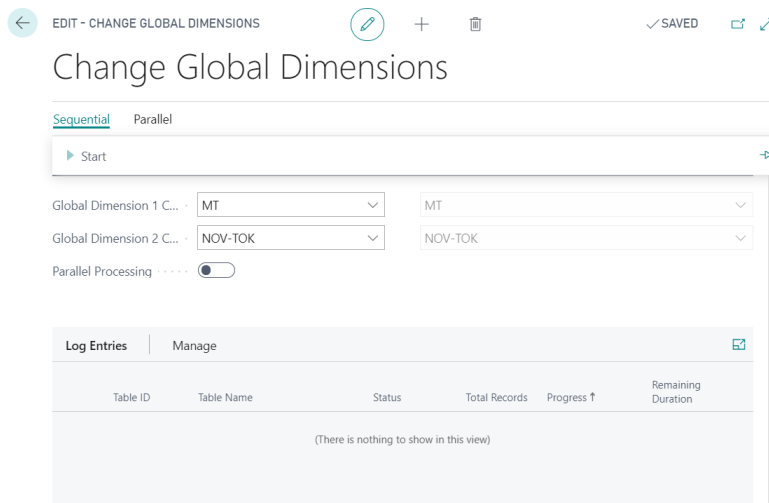 EDIT - CHANGE GLOBAL DIMENSIONS
SAVED
Change Global Dimensions
Sequential Parallel
Start
Global Dimension 1 C... MT MT
Global Dimension 2 C... NOV-TOK NOV-TOK
Parallel Processing
Log Entries Manage
Table ID Table Name Status Total Records Progress ↑ Remaining Duration
(There is nothing to show in this view)